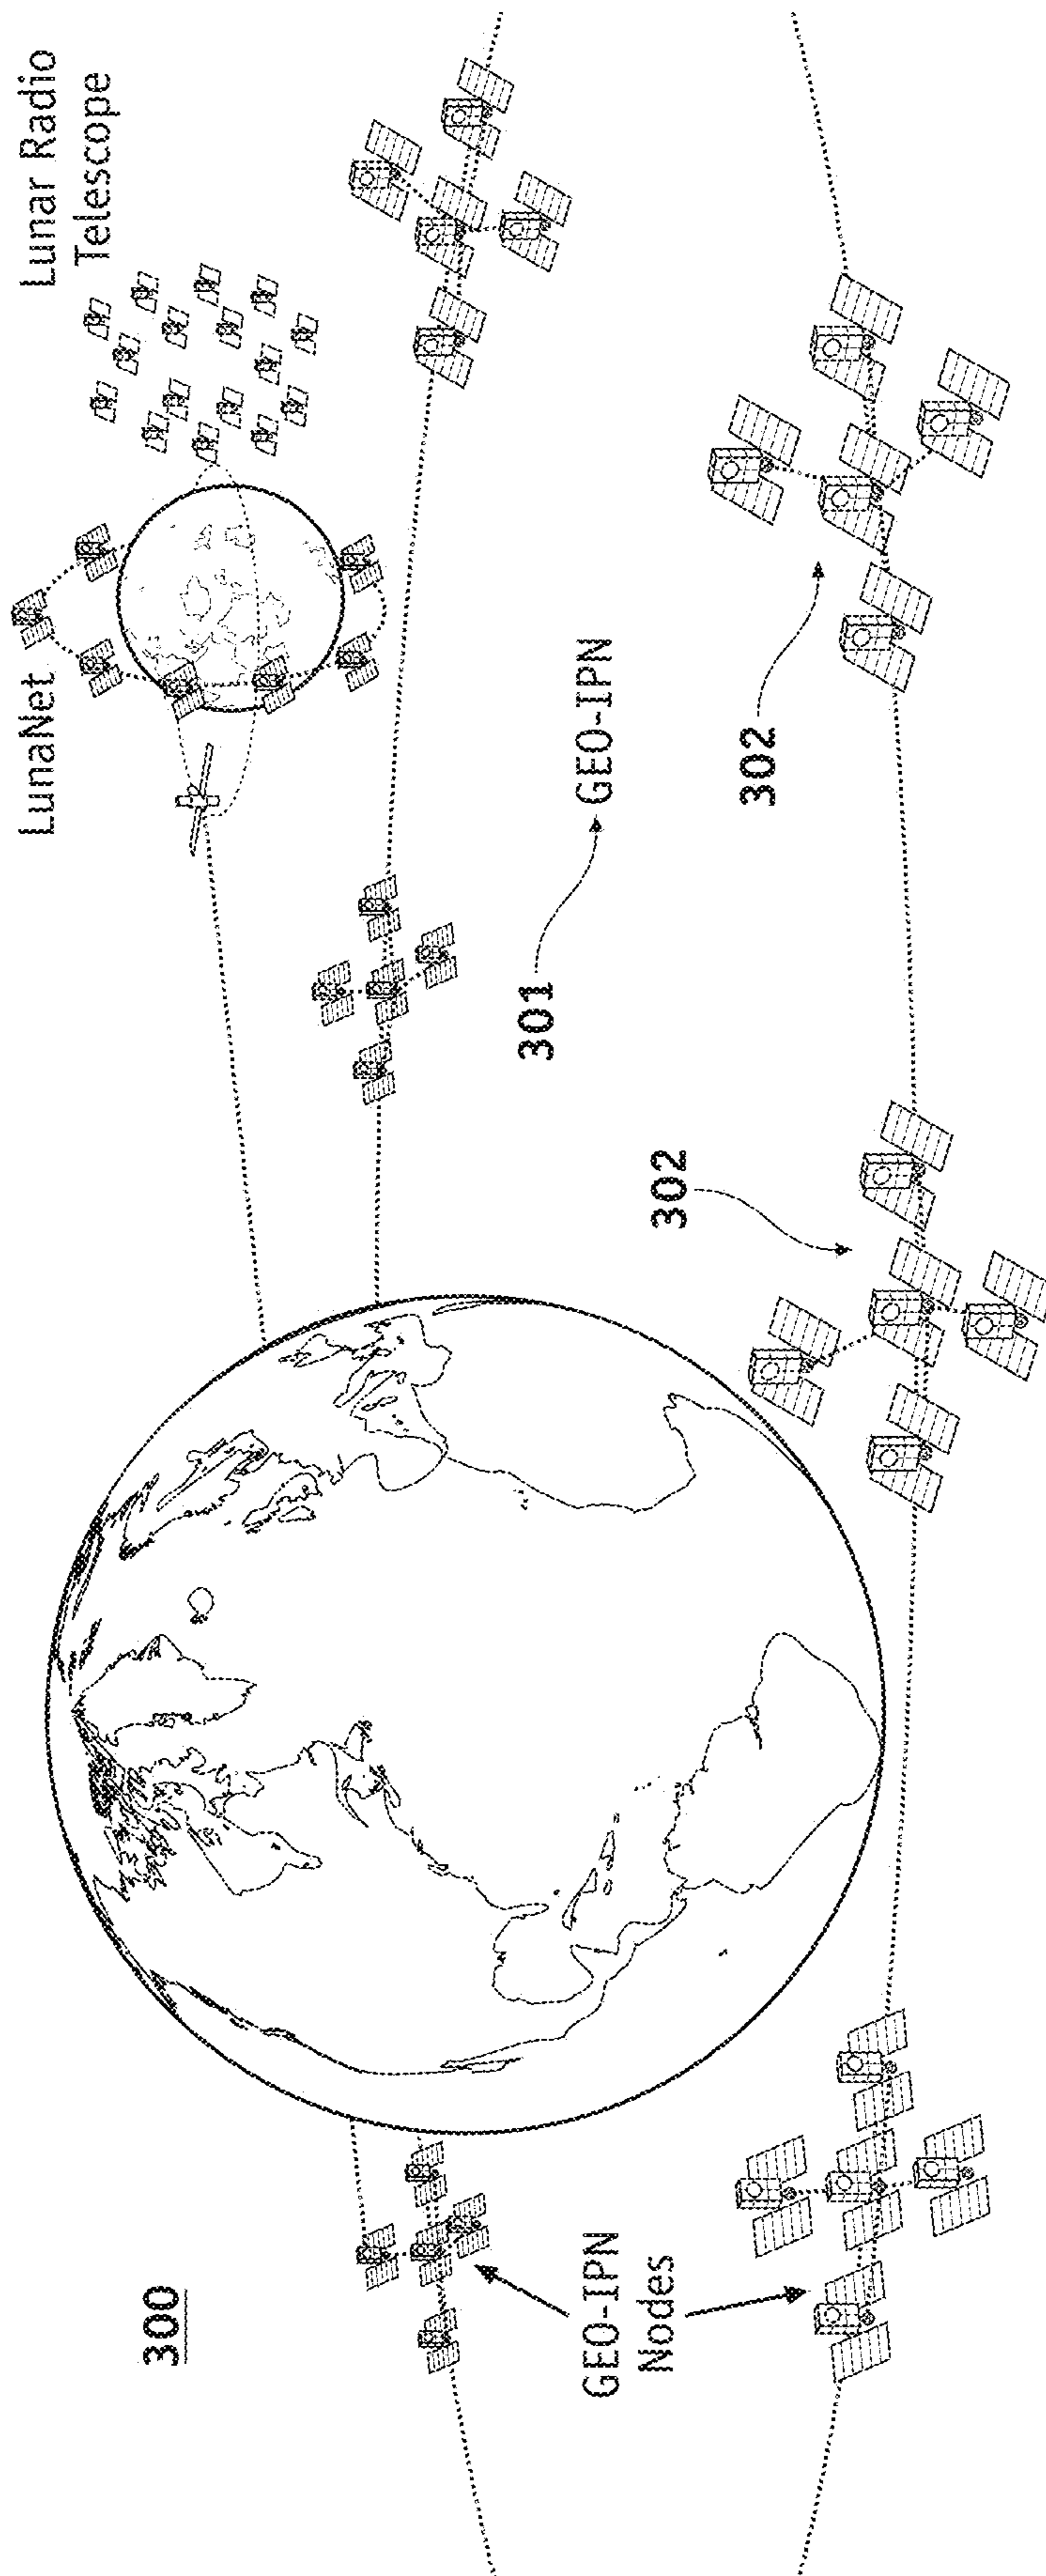 300
LunaNet
Lunar Radio
Telescope
301
GEO-IPN
302
302
GEO-IPN
Nodes